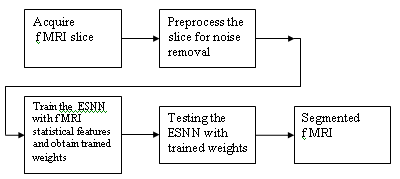 Acquire
fMRI slice
Preprocess the
slice for noise
removal
Train the ESNN
with fMRI
statistical features
and obtain trained
weights
Testing the
ESNN with
trained weights
Segmented
fMRI